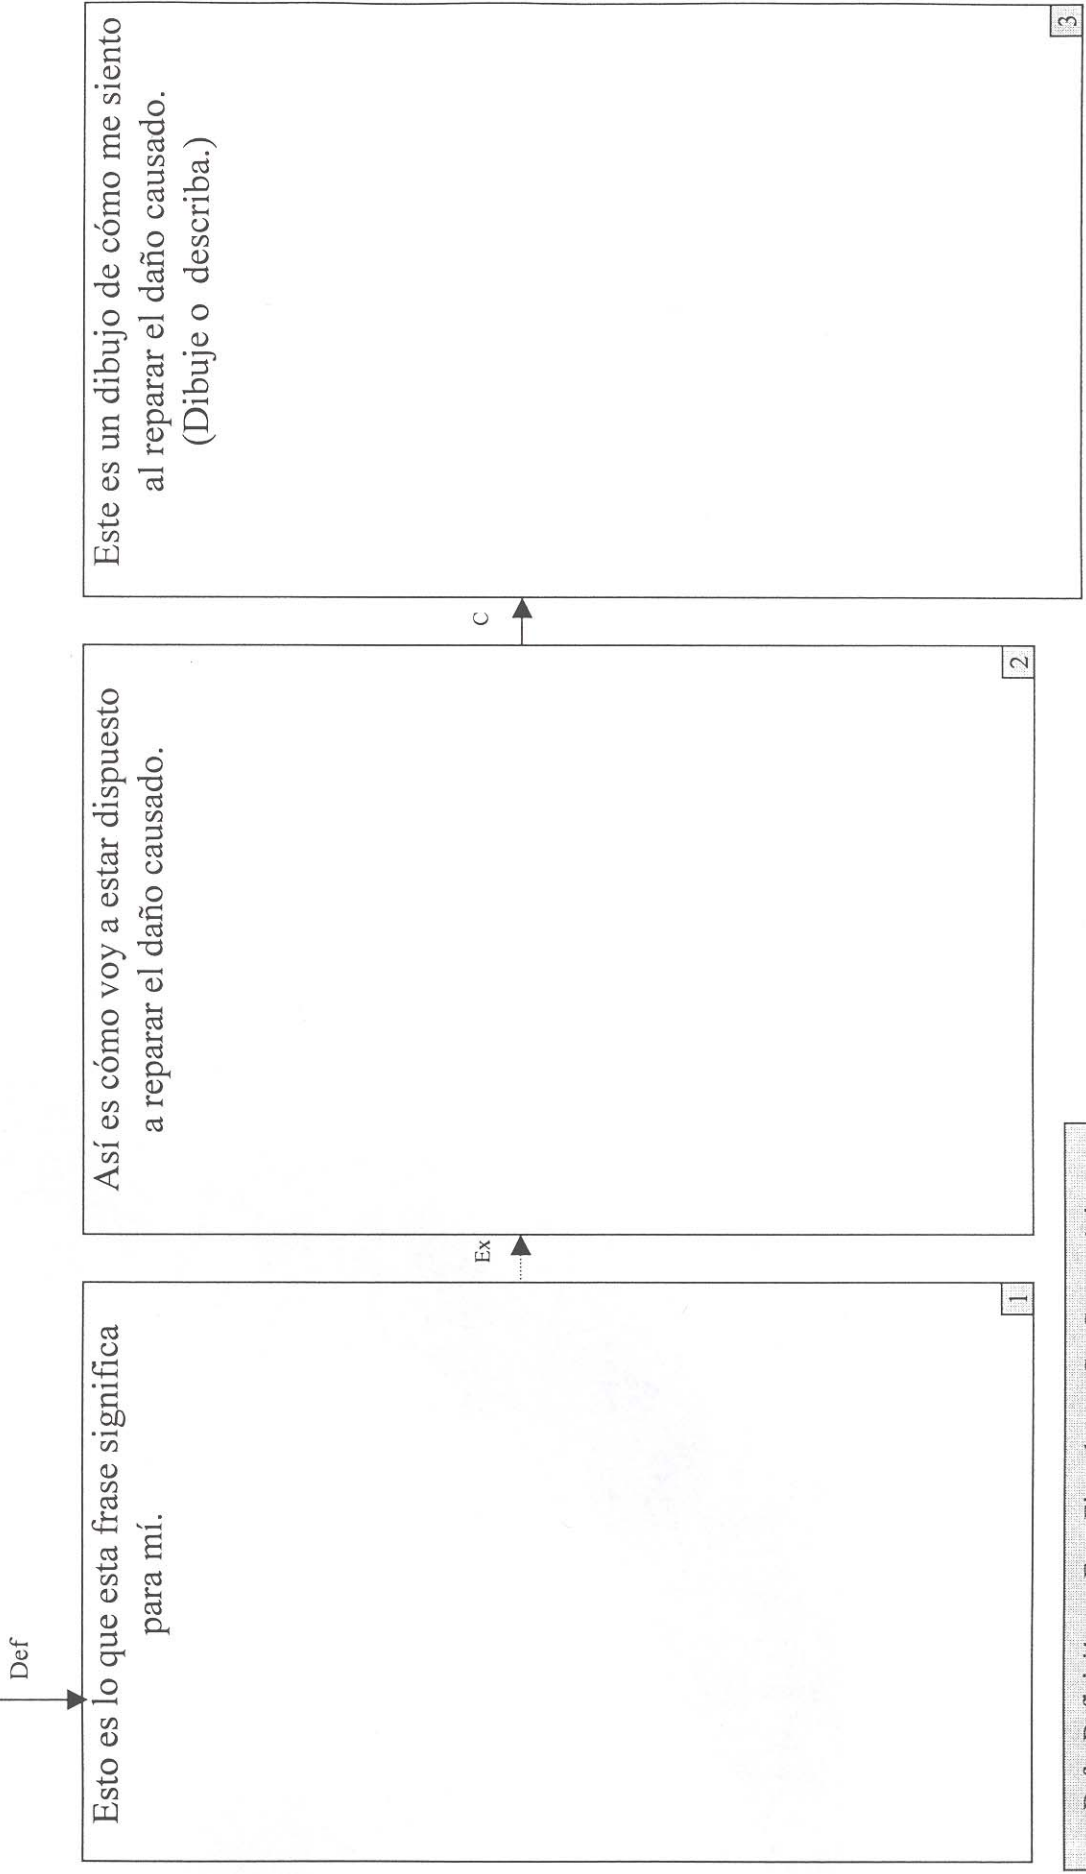 Def
Esto es lo que esta frase significa
para mí.
1
Ex
Así es cómo voy a estar dispuesto
a reparar el daño causado.
2
C
Este es un dibujo de cómo me siento
al reparar el daño causado.
(Dibuje o describa.)
3